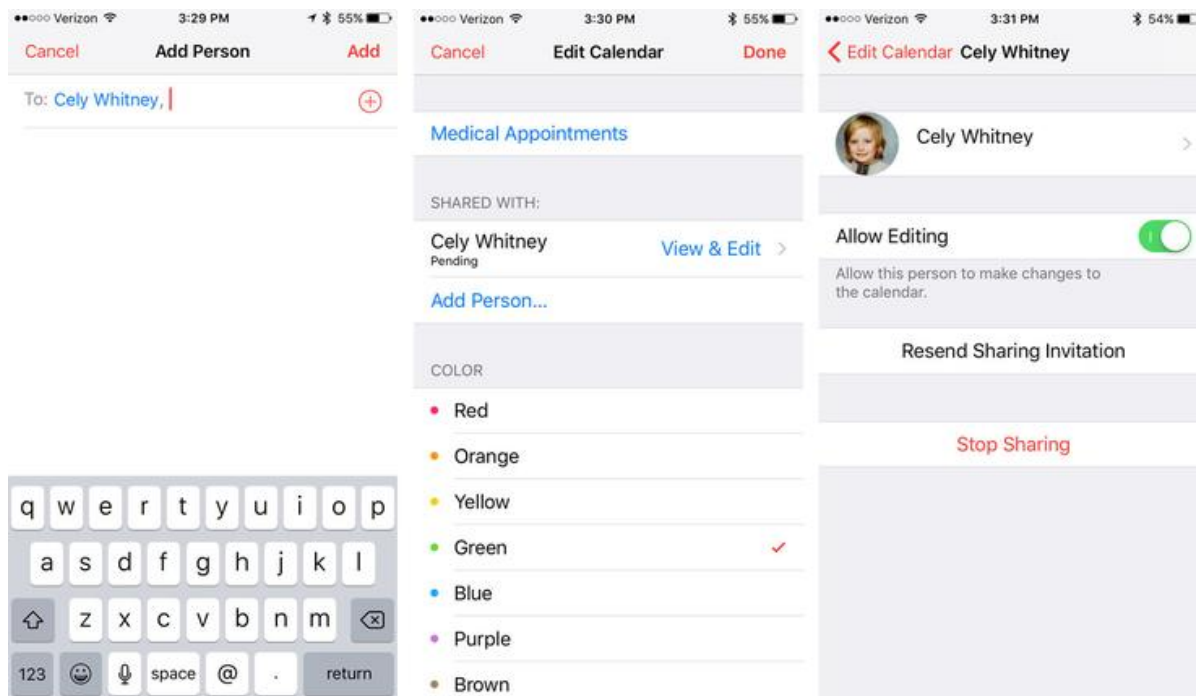 Verizon 3:29 PM 55%
Cancel Add Person Add
To: Cely Whitney,
q w e r t y u i o p
a s d f g h j k l
z x c v b n m
123 space @ . return
Verizon 3:30 PM 55%
Cancel Edit Calendar Done
Medical Appointments
SHARED WITH:
Cely Whitney View & Edit
Pending
Add Person...
COLOR
Red
Orange
Yellow
Green
Blue
Purple
Brown
Verizon 3:31 PM 54%
Edit Calendar Cely Whitney
Cely Whitney
Allow Editing
Allow this person to make changes to
the calendar.
Resend Sharing Invitation
Stop Sharing